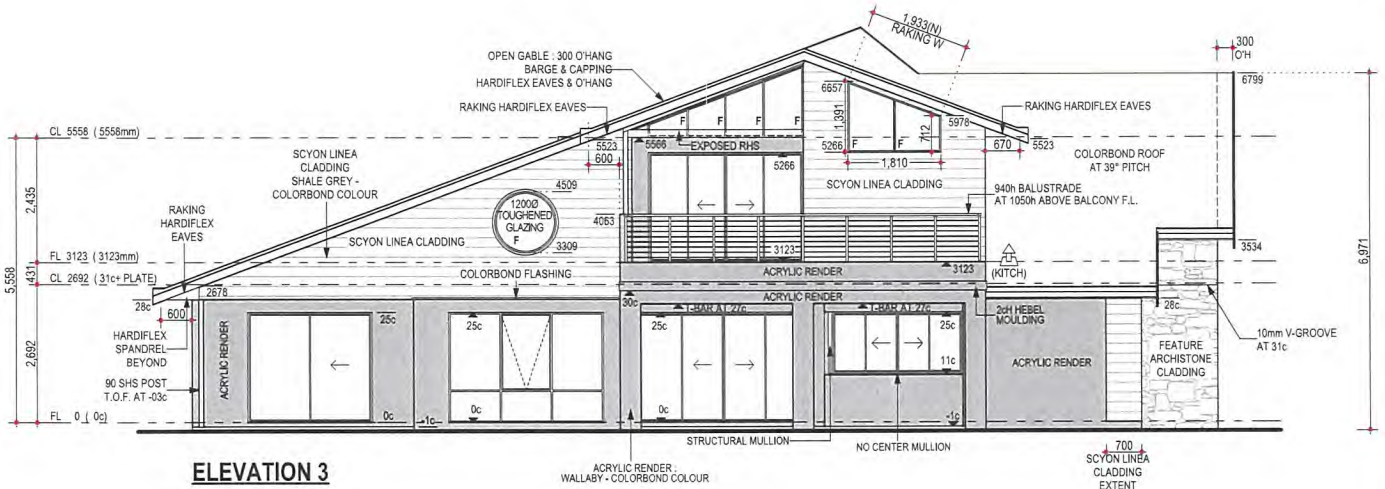 1,933(N)
RAKING W
300
O'H
OPEN GABLE : 300 O'HANG
BARGE & CAPPING
HARDIFLEX EAVES & O'HANG
6799
6657
RAKING HARDIFLEX EAVES
RAKING HARDIFLEX EAVES
1,391
712
5978
CL 5558 ( 5558mm)
F F F F
5523
5566
EXPOSED RHS
5266
F F
670
5523
600
5266
1,810
COLORBOND ROOF
AT 39° PITCH
SCYON LINEA
CLADDING
SHALE GREY -
COLORBOND COLOUR
SCYON LINEA CLADDING
2,435
4509
1200Ø
TOUGHENED
GLAZING
F
3309
4063
940h BALUSTRADE
AT 1050h ABOVE BALCONY F.L.
RAKING
HARDIFLEX
EAVES
SCYON LINEA CLADDING
3534
6,971
FL 3123 (3123mm)
3123
3123
(KITCH)
5,558
431
COLORBOND FLASHING
ACRYLIC RENDER
CL 2692 (31c+ PLATE)
2678
28c
30c
ACRYLIC RENDER
28c
600
T-BAR AT 27c
T-BAR AT 27c
2cH HEBEL
MOULDING
HARDIFLEX
SPANDREL
BEYOND
25c
25c
25c
25c
10mm V-GROOVE
AT 31c
2,692
ACRYLIC RENDER
11c
ACRYLIC RENDER
FEATURE
ARCHISTONE
CLADDING
90 SHS POST
T.O.F. AT -03c
FL 0 ( 0c)
0c
-1c
0c
0c
-1c
STRUCTURAL MULLION
NO CENTER MULLION
700
SCYON LINEA
CLADDING
EXTENT
ELEVATION 3
ACRYLIC RENDER :
WALLABY - COLORBOND COLOUR